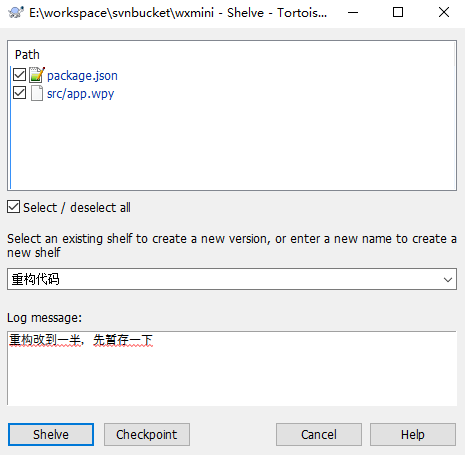 E:\workspace\svnbucket\wxmini - Shelve - Tortois...
Path
package.json
src/app.wpy
Select / deselect all
Select an existing shelf to create a new version, or enter a new name to create a
new shelf
重构代码
Log message:
重构改到一半，先暂存一下
Shelve
Checkpoint
Cancel
Help